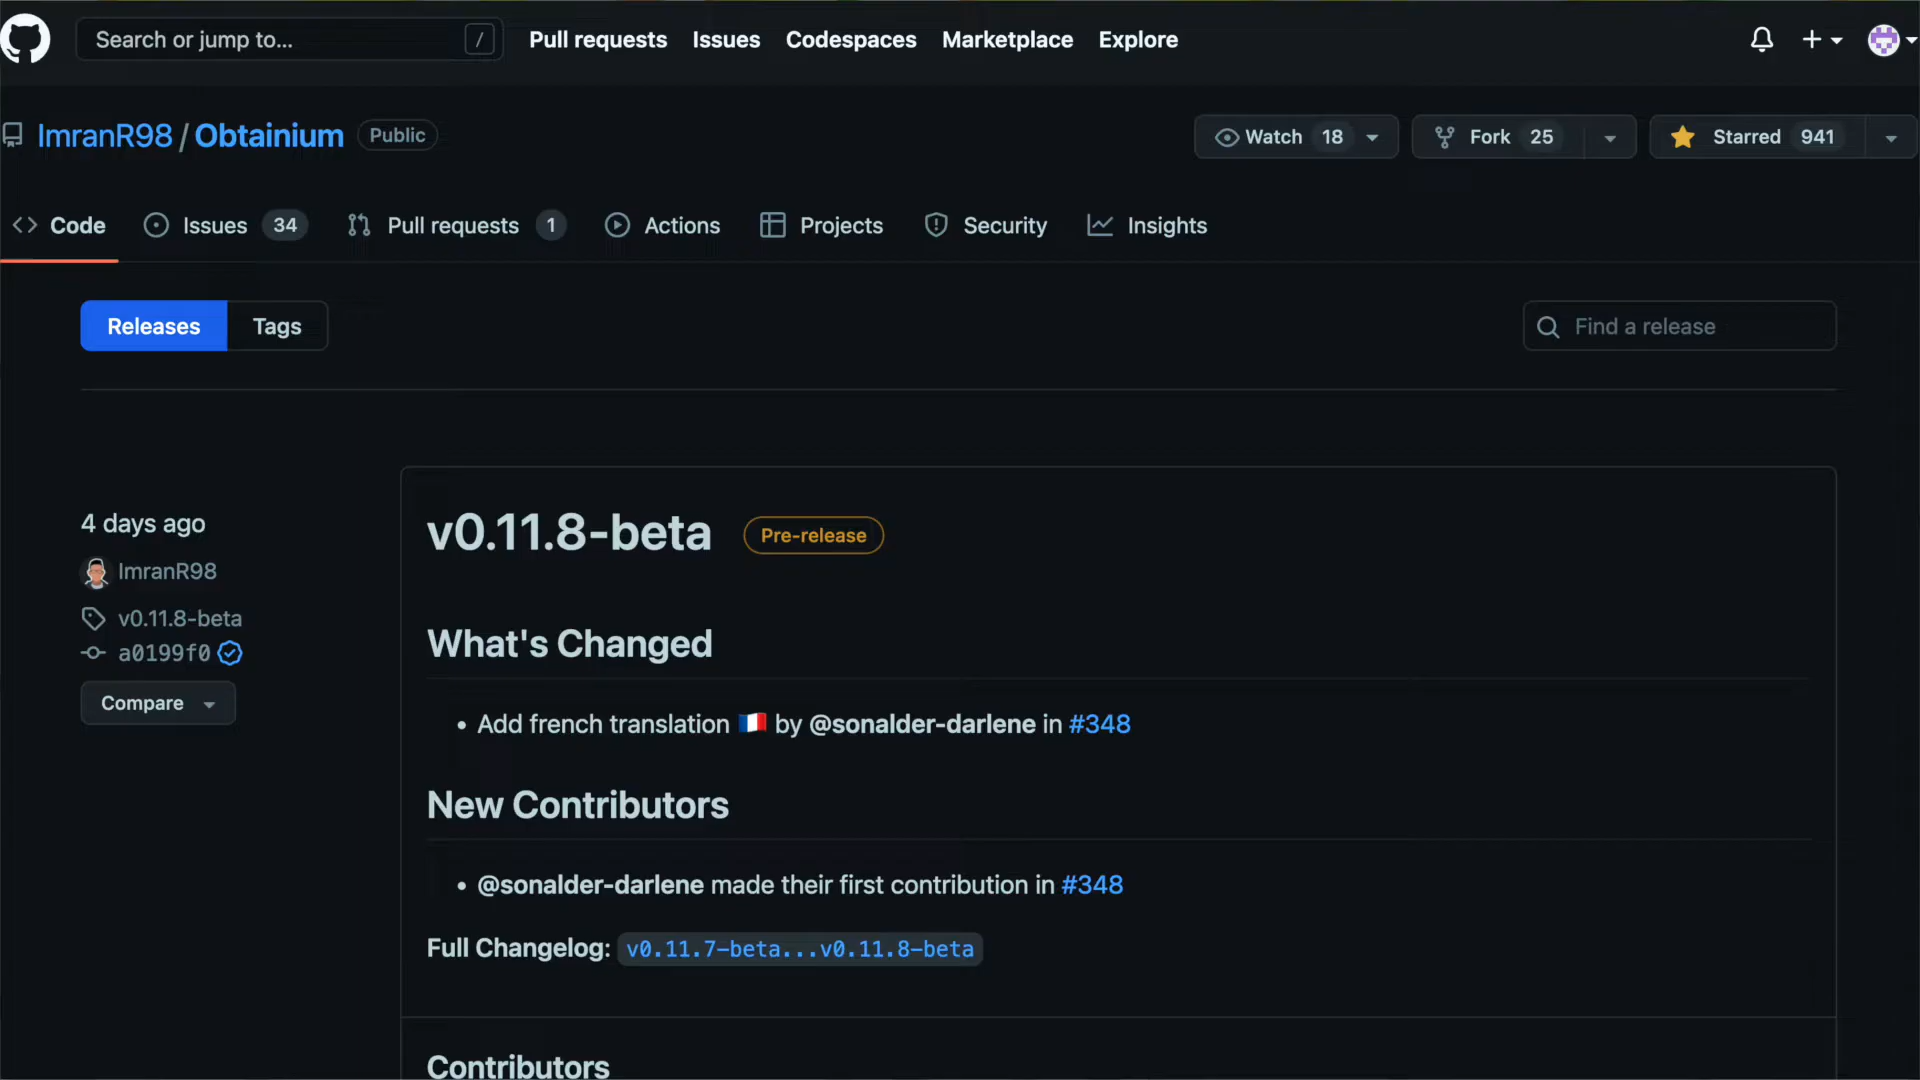 Search or jump to... /
Pull requests Issues Codespaces Marketplace Explore
ImranR98 / Obtainium Public
Watch 18 Fork 25 Starred 941
Code Issues 34 Pull requests 1 Actions Projects Security Insights
Releases Tags
Find a release
4 days ago
ImranR98
v0.11.8-beta
a0199f0
Compare
v0.11.8-beta Pre-release
What's Changed
• Add french translation 🇫🇷 by @sonalder-darlene in #348
New Contributors
• @sonalder-darlene made their first contribution in #348
Full Changelog: v0.11.7-beta...v0.11.8-beta
Contributors